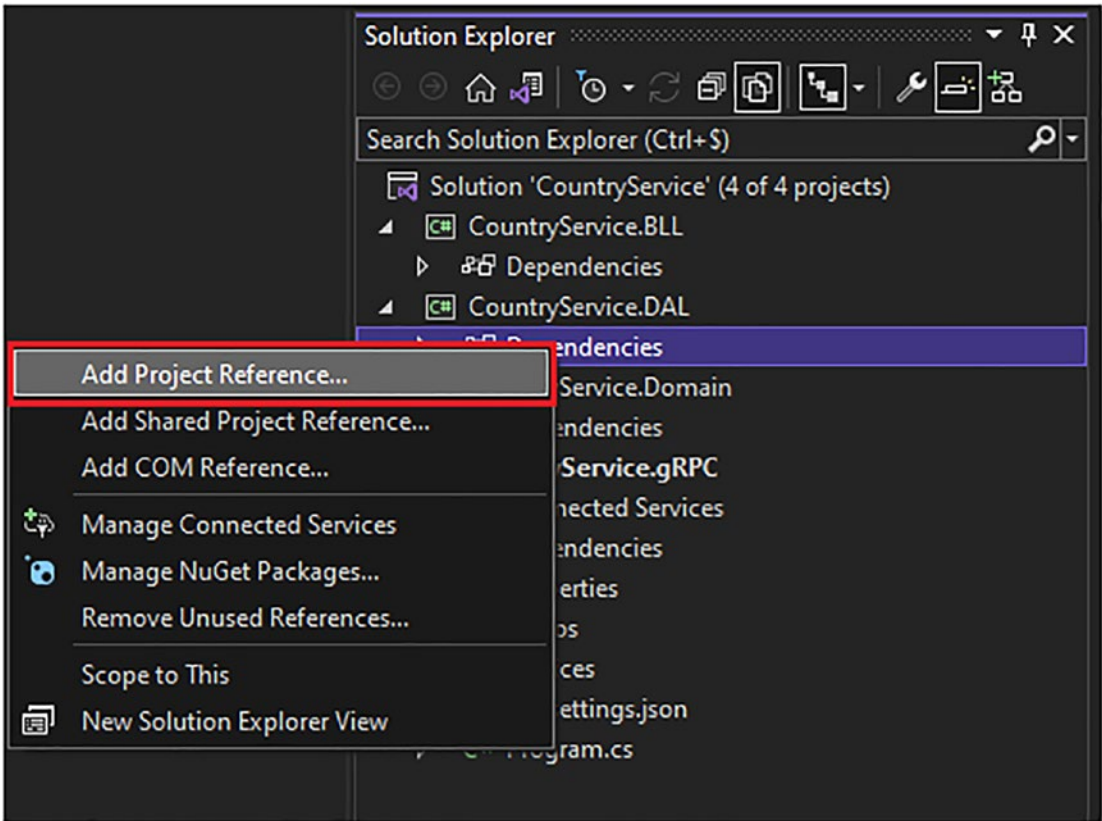 Solution Explorer
Search Solution Explorer (Ctrl+$)
Solution 'CountryService' (4 of 4 projects)
C# CountryService.BLL
Dependencies
C# CountryService.DAL
endencies
Add Project Reference...
Service.Domain
Add Shared Project Reference...
endencies
Add COM Reference...
Service.gRPC
nected Services
Manage Connected Services
endencies
Manage NuGet Packages...
erties
Remove Unused References...
os
Scope to This
ces
New Solution Explorer View
ettings.json
gram.cs